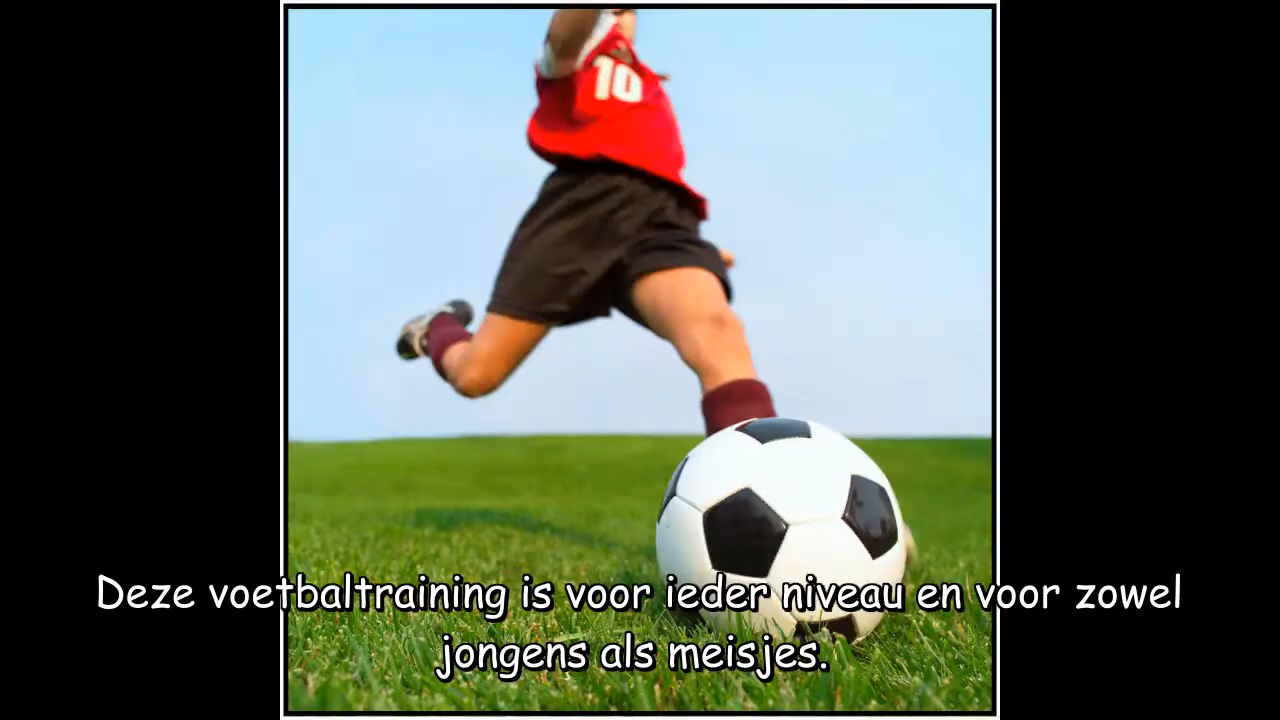 10
Deze voetbaltraining is voor ieder niveau en voor zowel
jongens als meisjes.